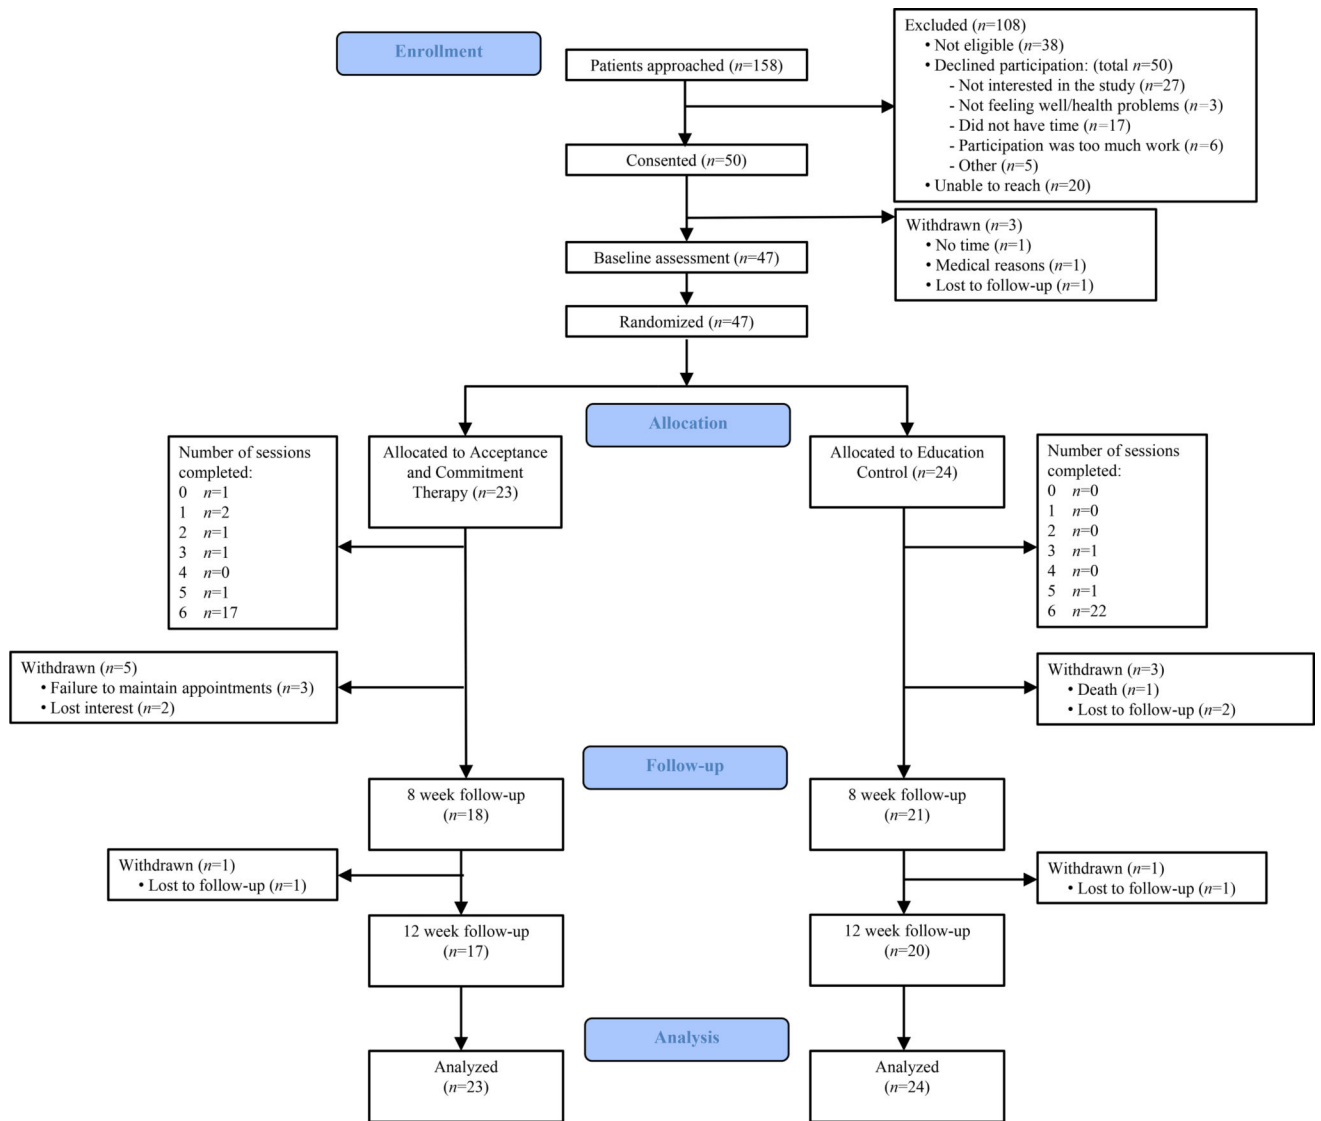 Enrollment
Patients approached (n=158)
Excluded (n=108)
• Not eligible (n=38)
• Declined participation: (total n=50)
- Not interested in the study (n=27)
- Not feeling well/health problems (n=3)
- Did not have time (n=17)
- Participation was too much work (n=6)
- Other (n=5)
• Unable to reach (n=20)
Consented (n=50)
Withdrawn (n=3)
• No time (n=1)
• Medical reasons (n=1)
• Lost to follow-up (n=1)
Baseline assessment (n=47)
Randomized (n=47)
Allocation
Number of sessions
completed:
0 n=1
1 n=2
2 n=1
3 n=1
4 n=0
5 n=1
6 n=17
Allocated to Acceptance
and Commitment
Therapy (n=23)
Allocated to Education
Control (n=24)
Number of sessions
completed:
0 n=0
1 n=0
2 n=0
3 n=1
4 n=0
5 n=1
6 n=22
Withdrawn (n=5)
• Failure to maintain appointments (n=3)
• Lost interest (n=2)
Withdrawn (n=3)
• Death (n=1)
• Lost to follow-up (n=2)
Follow-up
8 week follow-up
(n=18)
8 week follow-up
(n=21)
Withdrawn (n=1)
• Lost to follow-up (n=1)
Withdrawn (n=1)
• Lost to follow-up (n=1)
12 week follow-up
(n=17)
12 week follow-up
(n=20)
Analysis
Analyzed
(n=23)
Analyzed
(n=24)